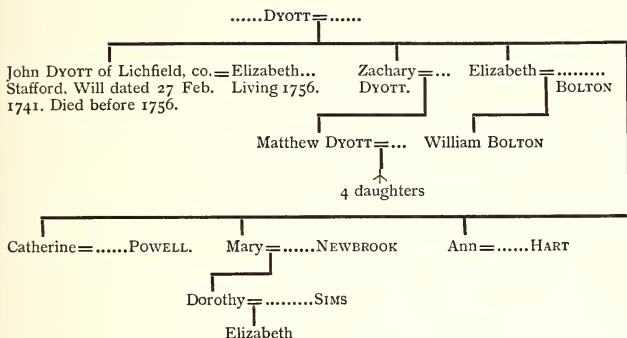 ......DYOTT=......
John DYOTT of Lichfield, co. = Elizabeth... Zachary=... Elizabeth=.........
Stafford. Will dated 27 Feb. Living 1756. DYOTT. BOLTON
1741. Died before 1756.
Matthew DYOTT=... William BOLTON
4 daughters
Catherine=......POWELL. Mary=......NEWBROOK Ann=......HART
Dorothy=.........SIMS
Elizabeth